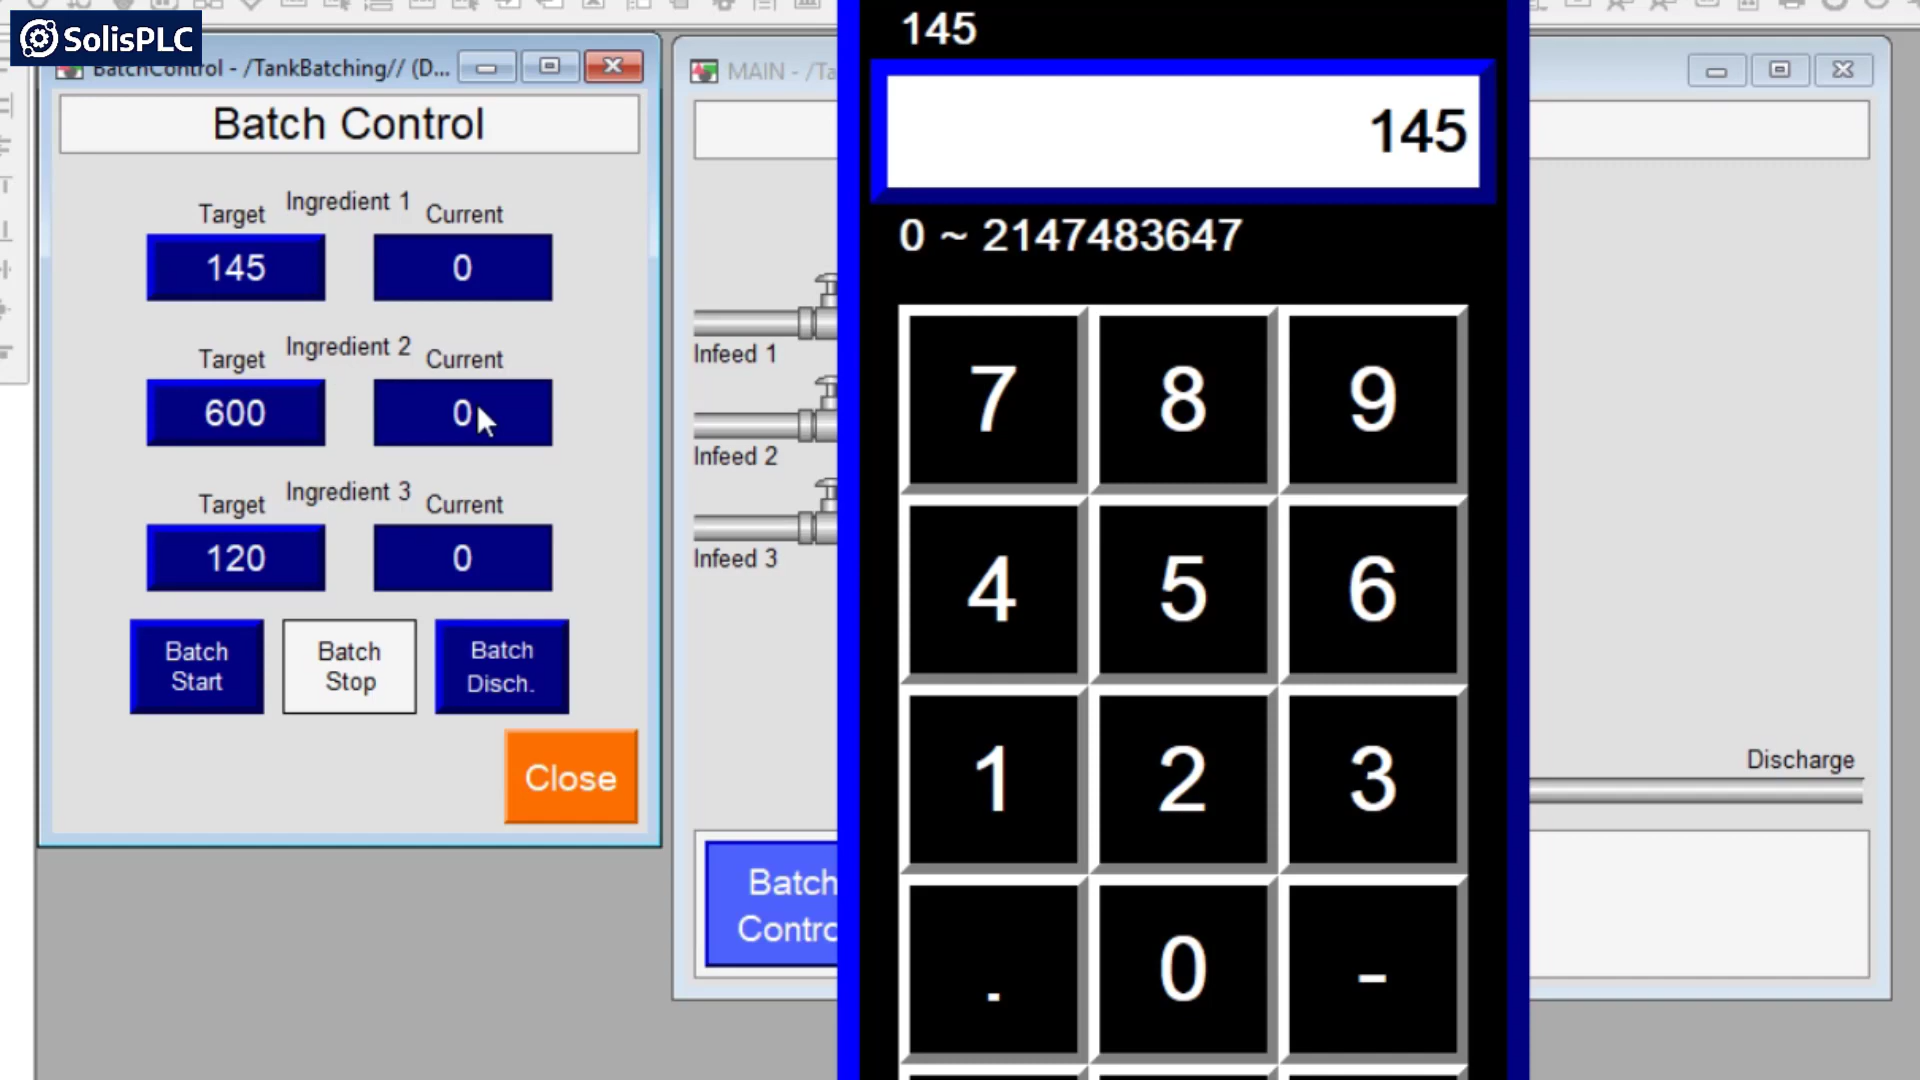 SolisPLC
BatchControl - /TankBatching// (D...
Batch Control
Ingredient 1
Target
Current
145
0
Ingredient 2
Target
Current
600
0
Ingredient 3
Target
Current
120
0
Batch
Start
Batch
Stop
Batch
Disch.
Close
MAIN - /Ta
Infeed 1
Infeed 2
Infeed 3
Batch
Contro
Discharge
145
145
0 ~ 2147483647
7
8
9
4
5
6
1
2
3
.
0
-